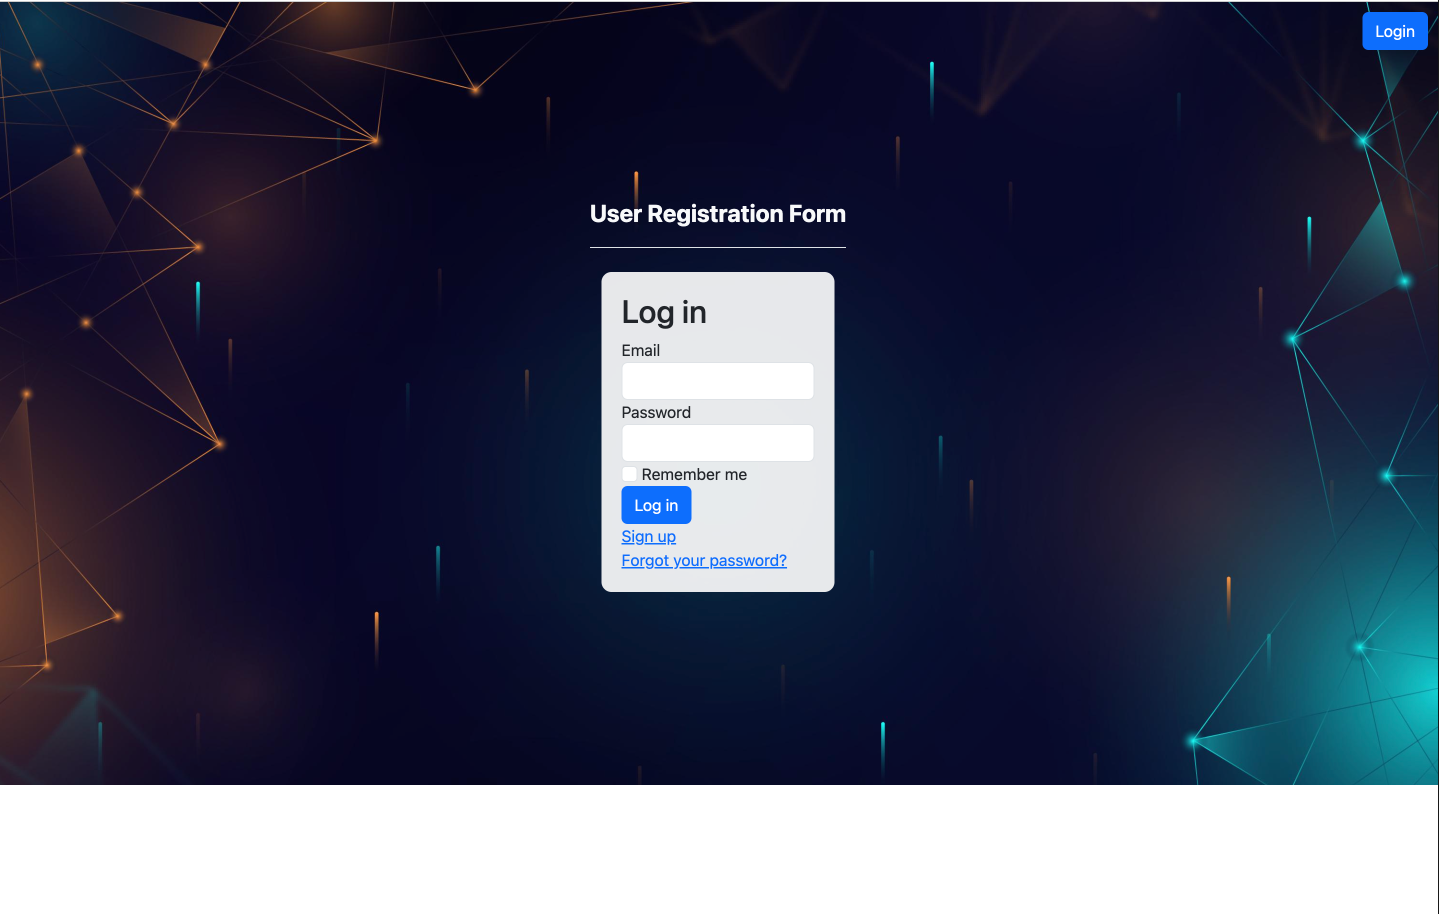 Login
User Registration Form
Log in
Email
Password
Remember me
Log in
Sign up
Forgot your password?